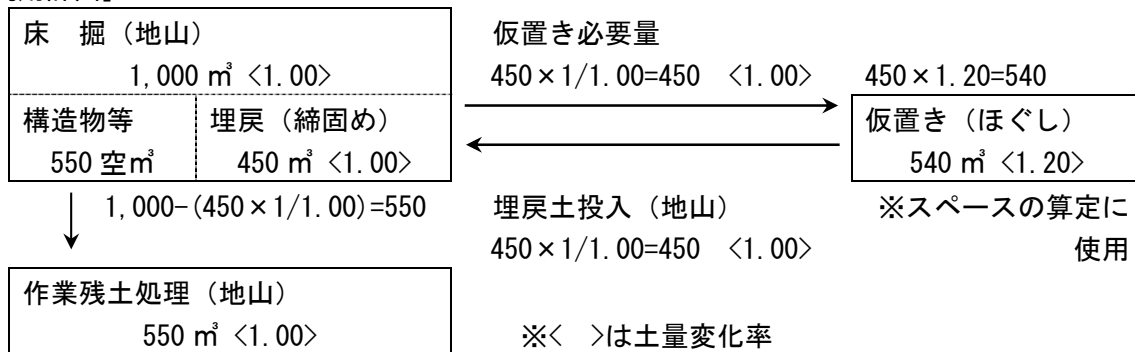 床　掘（地山）
1,000 ㎥ <1.00>
構造物等
550 空㎥
埋戻（締固め）
450 ㎥ <1.00>
仮置き必要量
450×1/1.00=450　<1.00>
450×1.20=540
仮置き（ほぐし）
540 ㎥ <1.20>
1,000-(450×1/1.00)=550
埋戻土投入（地山）
450×1/1.00=450　<1.00>
※スペースの算定に
使用
作業残土処理（地山）
550 ㎥ <1.00>
※<　>は土量変化率